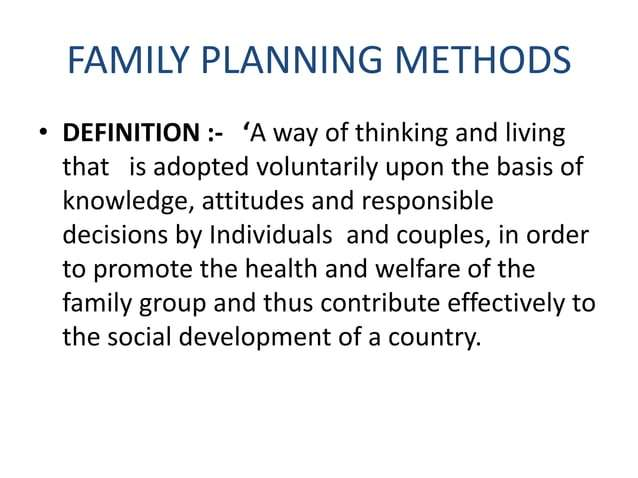 FAMILY PLANNING METHODS
• DEFINITION :-   ‘A way of thinking and living
that   is adopted voluntarily upon the basis of
knowledge, attitudes and responsible
decisions by Individuals  and couples, in order
to promote the health and welfare of the
family group and thus contribute effectively to
the social development of a country.